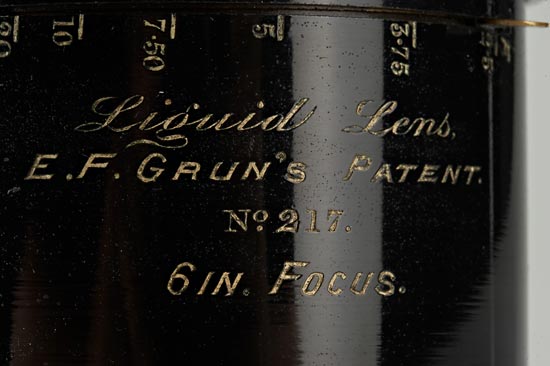 10 7·50 5 3·75
Liquid Lens,
E. F. GRUN'S PATENT.
No. 217.
6 IN. FOCUS.